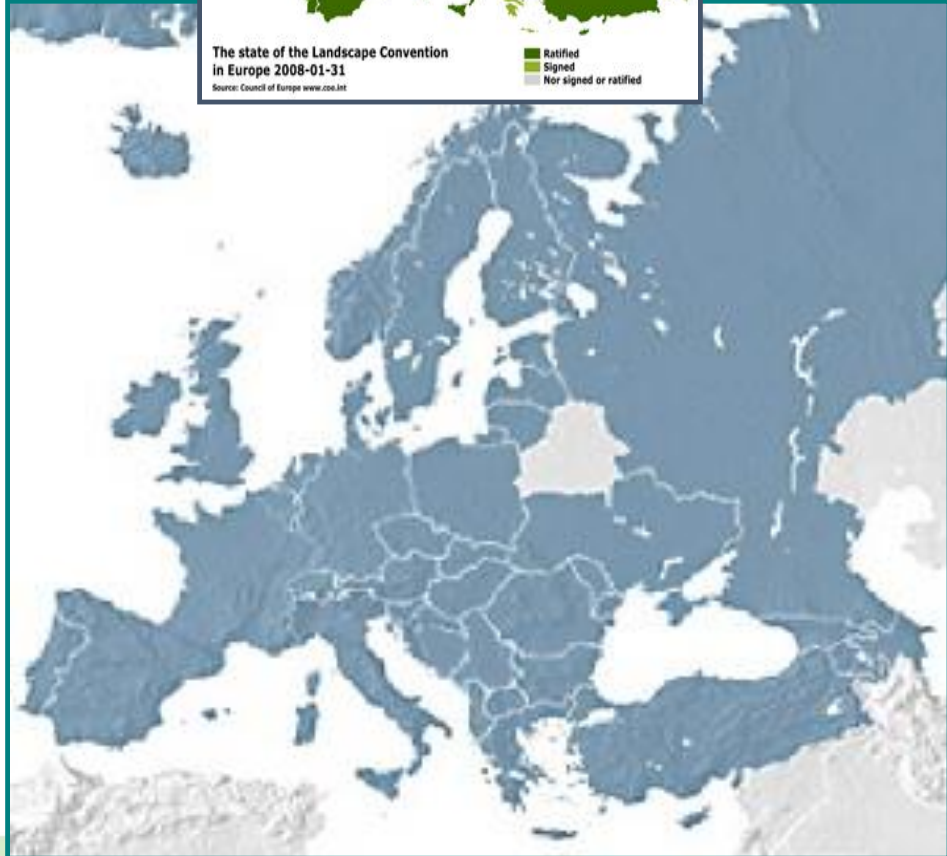 The state of the Landscape Convention
in Europe 2008-01-31
Source: Council of Europe www.coe.int
Ratified
Signed
Nor signed or ratified